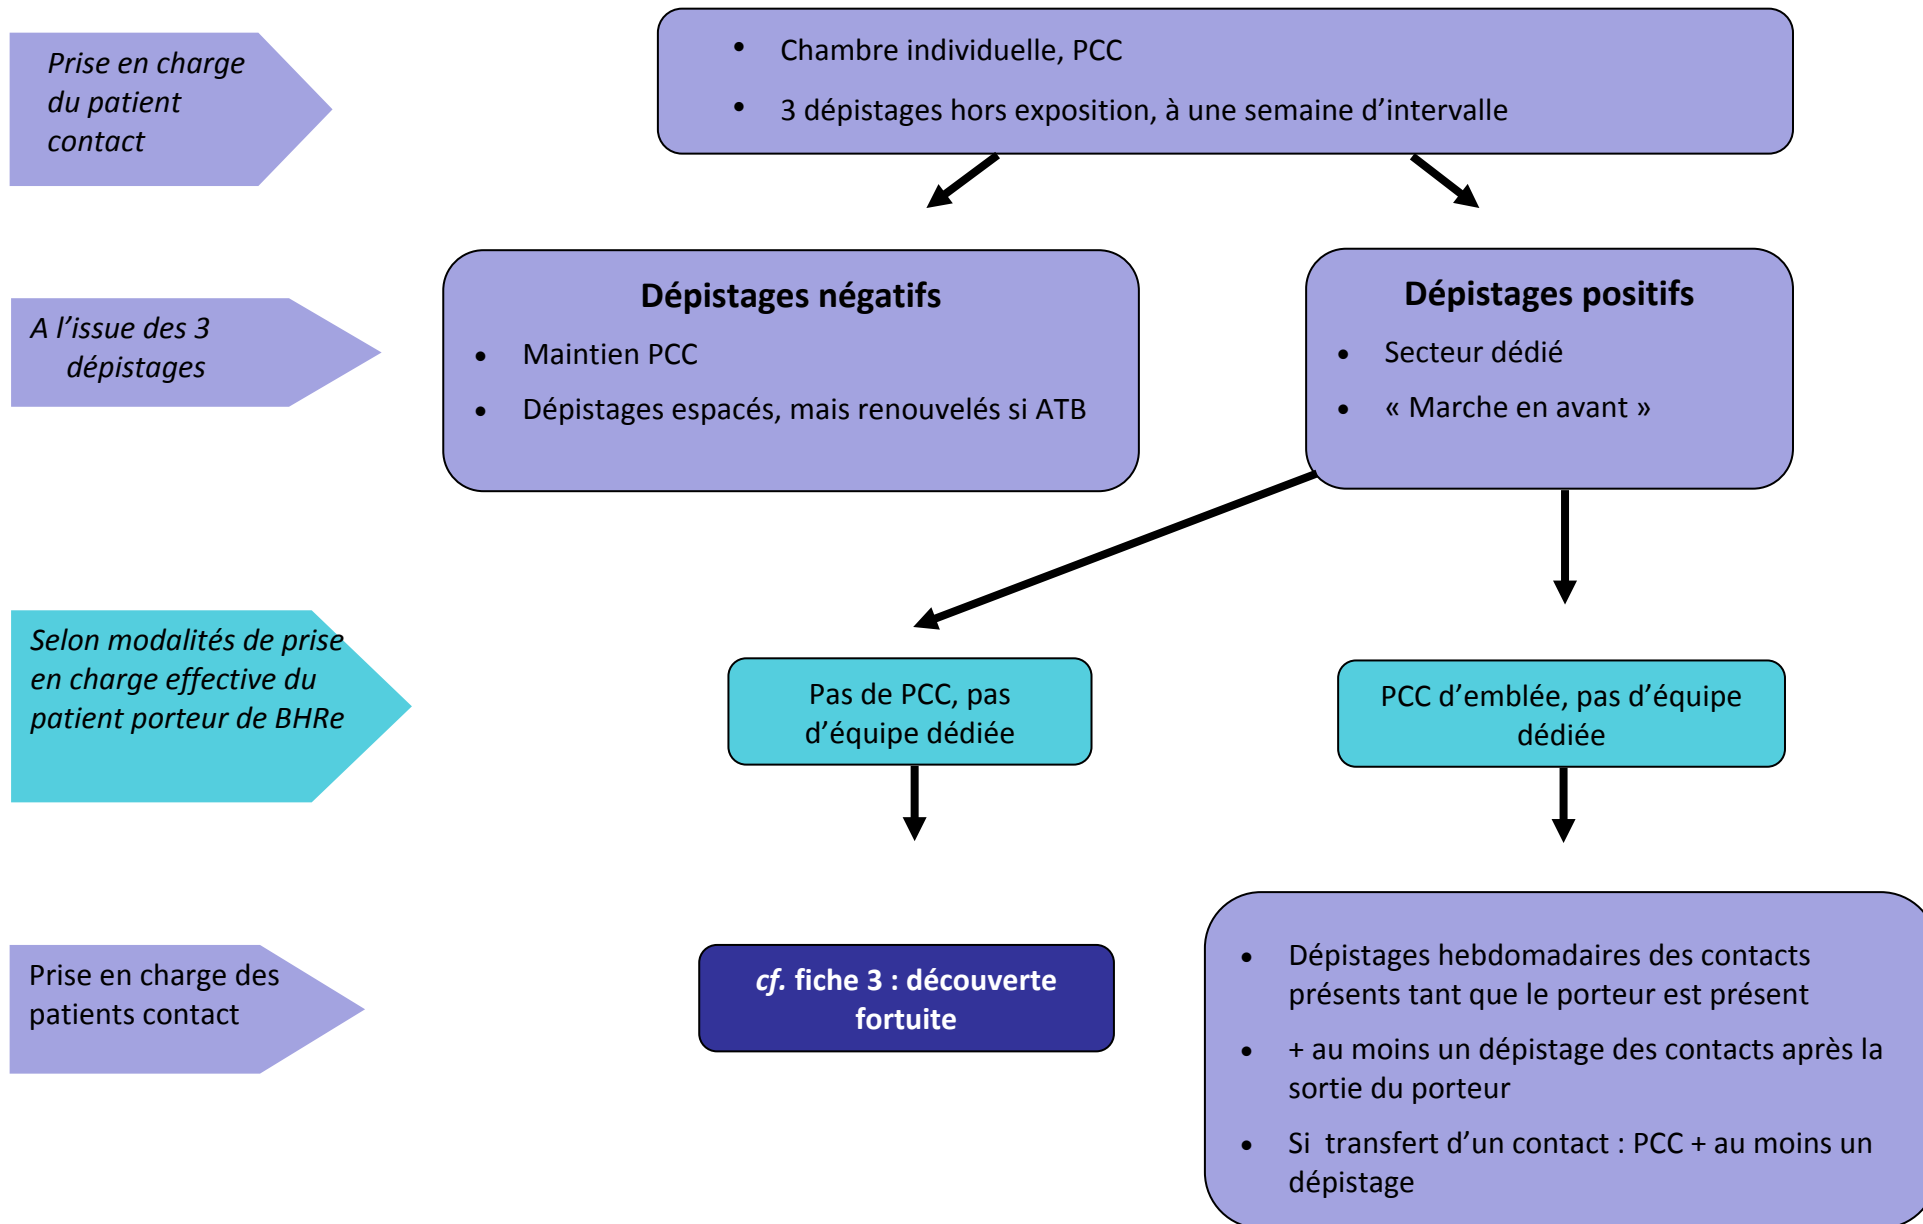 Prise en charge
du patient
contact
• Chambre individuelle, PCC
• 3 dépistages hors exposition, à une semaine d’intervalle
A l’issue des 3
dépistages
Dépistages négatifs
• Maintien PCC
• Dépistages espacés, mais renouvelés si ATB
Dépistages positifs
• Secteur dédié
• « Marche en avant »
Selon modalités de prise
en charge effective du
patient porteur de BHRe
Pas de PCC, pas
d’équipe dédiée
PCC d’emblée, pas d’équipe
dédiée
Prise en charge des
patients contact
cf. fiche 3 : découverte
fortuite
• Dépistages hebdomadaires des contacts
présents tant que le porteur est présent
• + au moins un dépistage des contacts après la
sortie du porteur
• Si transfert d’un contact : PCC + au moins un
dépistage